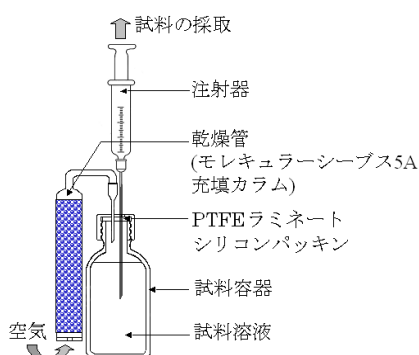 試料の採取
注射器
乾燥管
(モレキュラーシーブス5A
充填カラム)
PTFEラミネート
シリコンパッキン
試料容器
試料溶液
空気